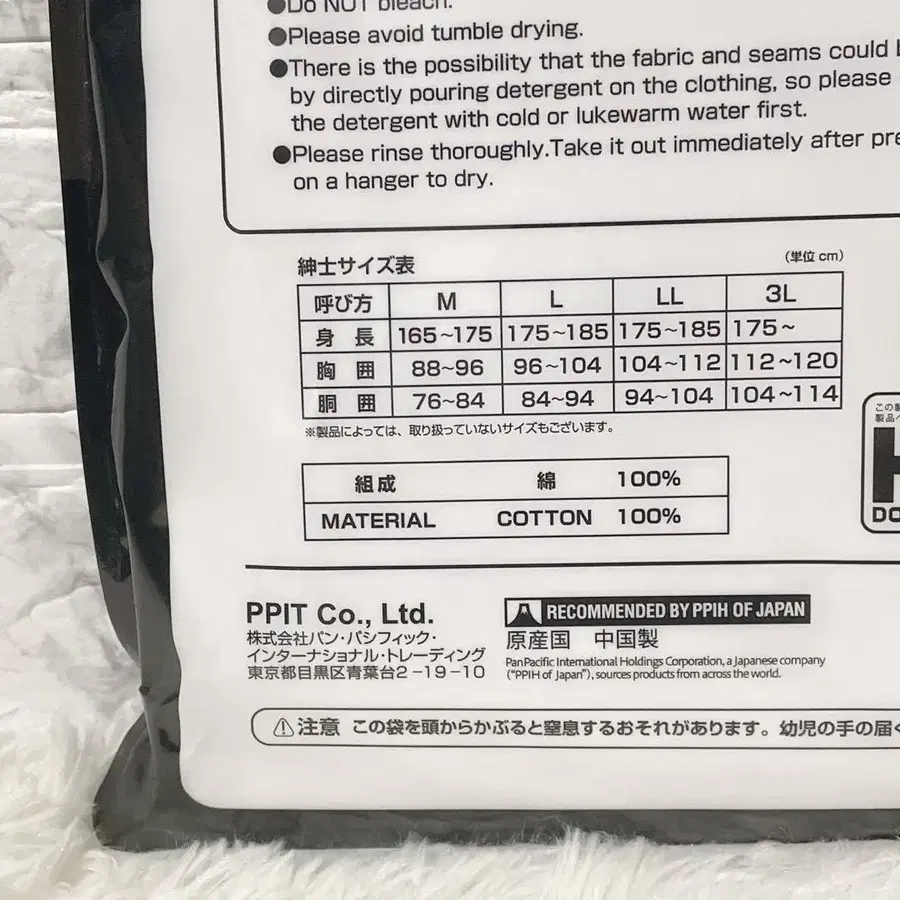 ●Do NOT bleach.
●Please avoid tumble drying.
●There is the possibility that the fabric and seams could
by directly pouring detergent on the clothing, so please
the detergent with cold or lukewarm water first.
●Please rinse thoroughly.Take it out immediately after
on a hanger to dry.
紳士サイズ表 (単位 cm)
呼び方 M L LL 3L
身 長 165~175 175~185 175~185 175~
胸 囲 88~96 96~104 104~112 112~120
胴 囲 76~84 84~94 94~104 104~114
※製品によっては、取り扱っていないサイズもございます。
組成 綿 100%
MATERIAL COTTON 100%
この
製品
DO
PPIT Co., Ltd.
株式会社パン・パシフィック・
インターナショナル・トレーディング
東京都目黒区青葉台2-19-10
RECOMMENDED BY PPIH OF JAPAN
原産国 中国製
Pan Pacific International Holdings Corporation, a Japanese company
("PPIH of Japan"), sources products from across the world.
⚠注意 この袋を頭からかぶると窒息するおそれがあります。幼児の手の届